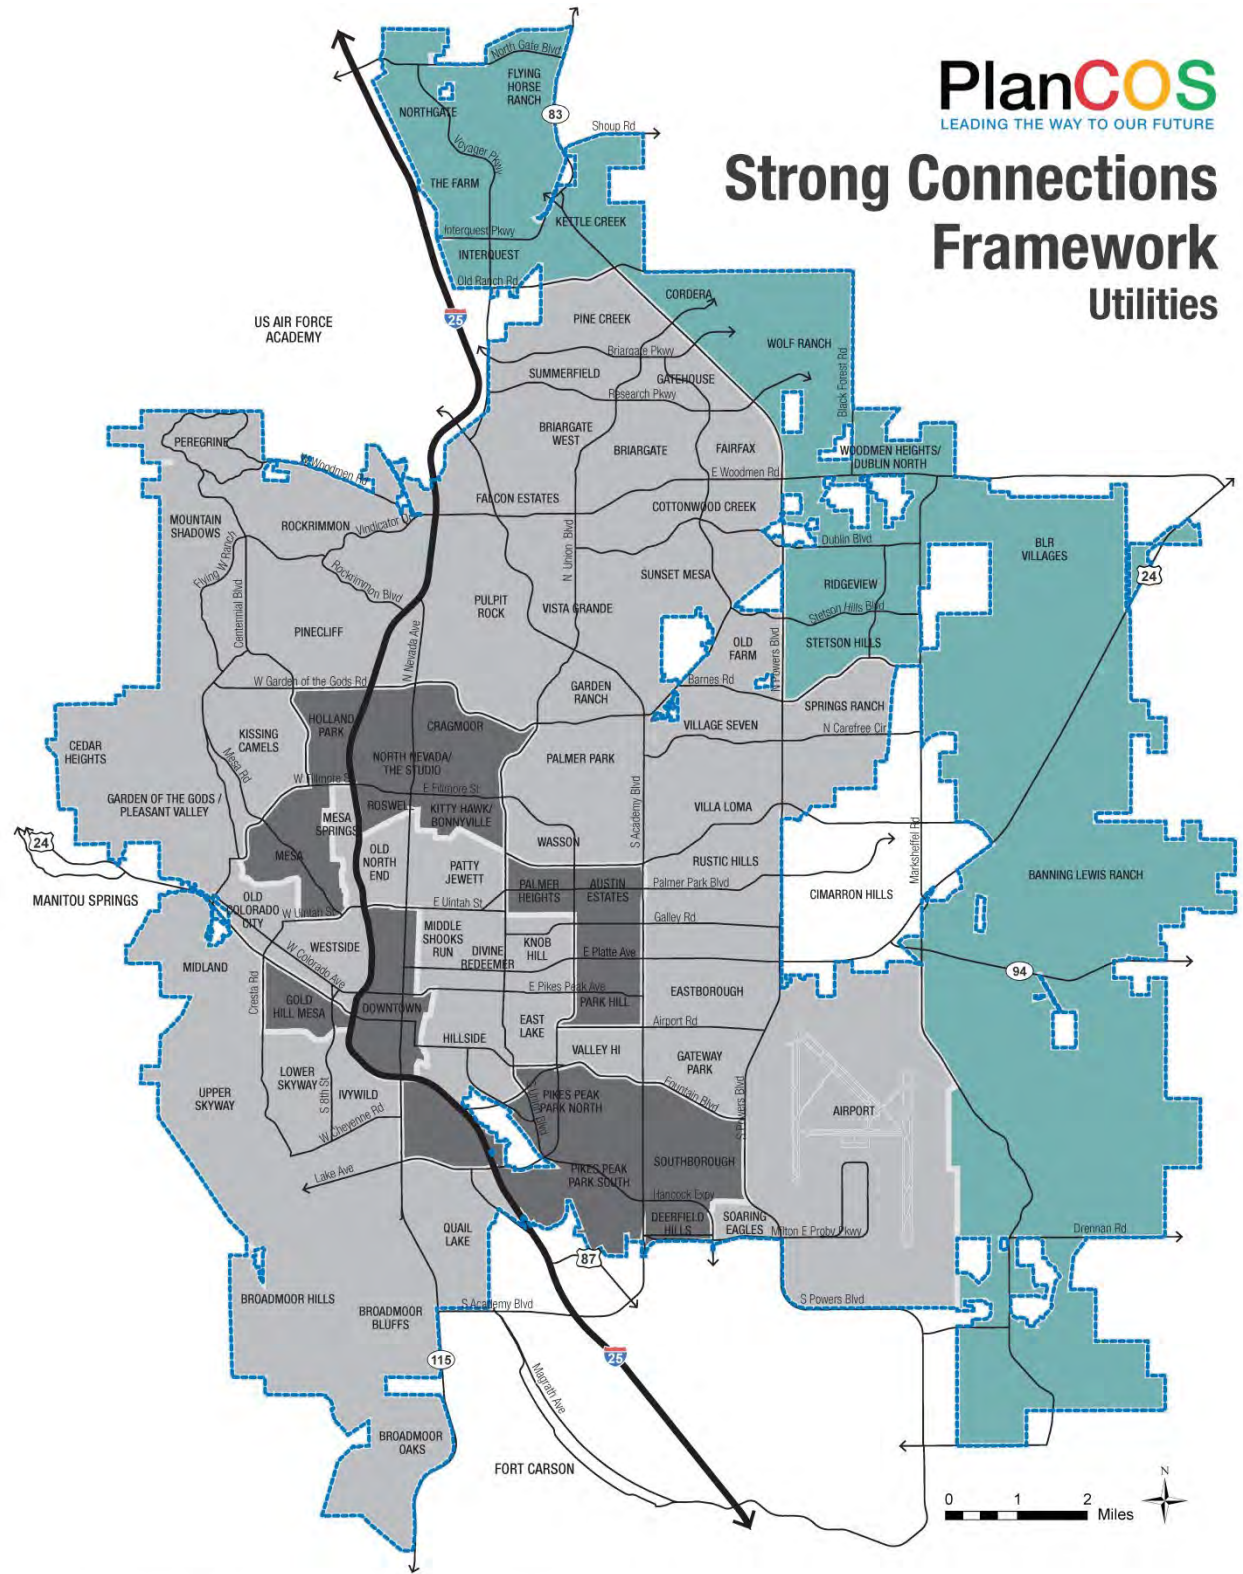 PlanCOS
LEADING THE WAY TO OUR FUTURE
Strong Connections
Framework
Utilities
North Gate Blvd
FLYING
HORSE
RANCH
NORTHGATE
83
Shoup Rd
Voyager Pkwy
THE FARM
KETTLE CREEK
Interquest Pkwy
INTERQUEST
Old Ranch Rd
CORDERA
25
US AIR FORCE
ACADEMY
PINE CREEK
WOLF RANCH
Briargate Pkwy
SUMMERFIELD
GATEHOUSE
Research Pkwy
Black Forest Rd
PEREGRINE
BRIARGATE
WEST
BRIARGATE
FAIRFAX
WOODMEN HEIGHTS/
DUBLIN NORTH
W Woodmen Rd
E Woodmen Rd
FALCON ESTATES
COTTONWOOD CREEK
MOUNTAIN
SHADOWS
ROCKRIMMON
Vindicator Dr
Dublin Blvd
BLR
VILLAGES
N Union Blvd
Flying W Ranch
Rockrimmon Blvd
SUNSET MESA
RIDGEVIEW
24
Centennial Blvd
PULPIT
ROCK
VISTA GRANDE
Stetson Hills Blvd
PINECLIFF
N Nevada Ave
OLD
FARM
N Powers Blvd
STETSON HILLS
W Garden of the Gods Rd
GARDEN
RANCH
Barnes Rd
SPRINGS RANCH
HOLLAND
PARK
CRAGMOOR
VILLAGE SEVEN
N Carefree Cir
CEDAR
HEIGHTS
KISSING
CAMELS
NORTH NEVADA/
THE STUDIO
PALMER PARK
Mesa Rd
W Fillmore St
E Fillmore St
S Academy Blvd
GARDEN OF THE GODS /
PLEASANT VALLEY
MESA
SPRINGS
ROSWELL
KITTY HAWK/
BONNYVILLE
VILLA LOMA
24
MESA
OLD
NORTH
END
PATTY
JEWETT
WASSON
RUSTIC HILLS
Marksheffel Rd
MANITOU SPRINGS
PALMER
HEIGHTS
AUSTIN
ESTATES
Palmer Park Blvd
CIMARRON HILLS
BANNING LEWIS RANCH
OLD
COLORADO
CITY
W Uintah St
E Uintah St
Galley Rd
MIDDLE
SHOOKS
RUN
DIVINE
REDEEMER
KNOB
HILL
E Platte Ave
WESTSIDE
W Colorado Ave
MIDLAND
Cresta Rd
94
E Pikes Peak Ave
EASTBOROUGH
GOLD
HILL MESA
DOWNTOWN
PARK HILL
EAST
LAKE
Airport Rd
HILLSIDE
VALLEY HI
GATEWAY
PARK
LOWER
SKYWAY
S 8th St
IVYWILD
UPPER
SKYWAY
S Union Blvd
PIKES PEAK
PARK NORTH
Fountain Blvd
S Powers Blvd
AIRPORT
W Cheyenne Rd
Lake Ave
PIKES PEAK
PARK SOUTH
SOUTHBOROUGH
Hancock Expy
QUAIL
LAKE
DEERFIELD
HILLS
SOARING
EAGLES
Milton E Proby Pkwy
Drennan Rd
87
BROADMOOR HILLS
BROADMOOR
BLUFFS
S Academy Blvd
S Powers Blvd
115
25
Magrath Ave
BROADMOOR
OAKS
FORT CARSON
N
0 1 2
Miles